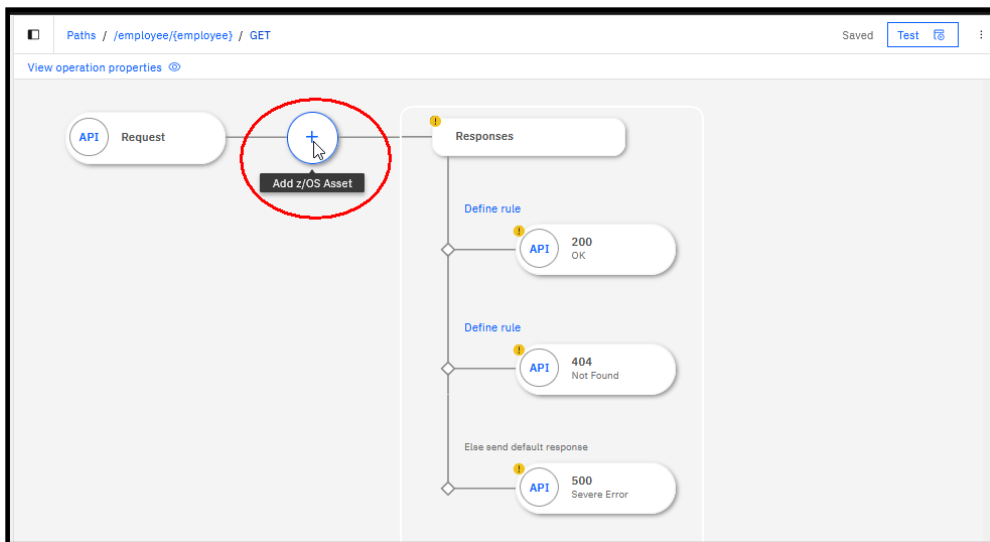 Paths / /employee/{employee} / GET
Saved
Test
View operation properties
API Request
Add z/OS Asset
Responses
Define rule
API
200
OK
Define rule
API
404
Not Found
Else send default response
API
500
Severe Error